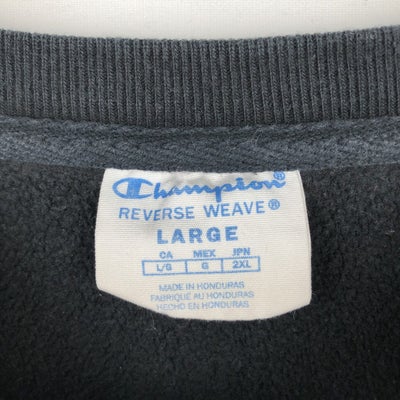 Champion®
REVERSE WEAVE®
LARGE
CA MEX JPN
L/G G 2XL
MADE IN HONDURAS
FABRIQUÉ AU HONDURAS
HECHO EN HONDURAS